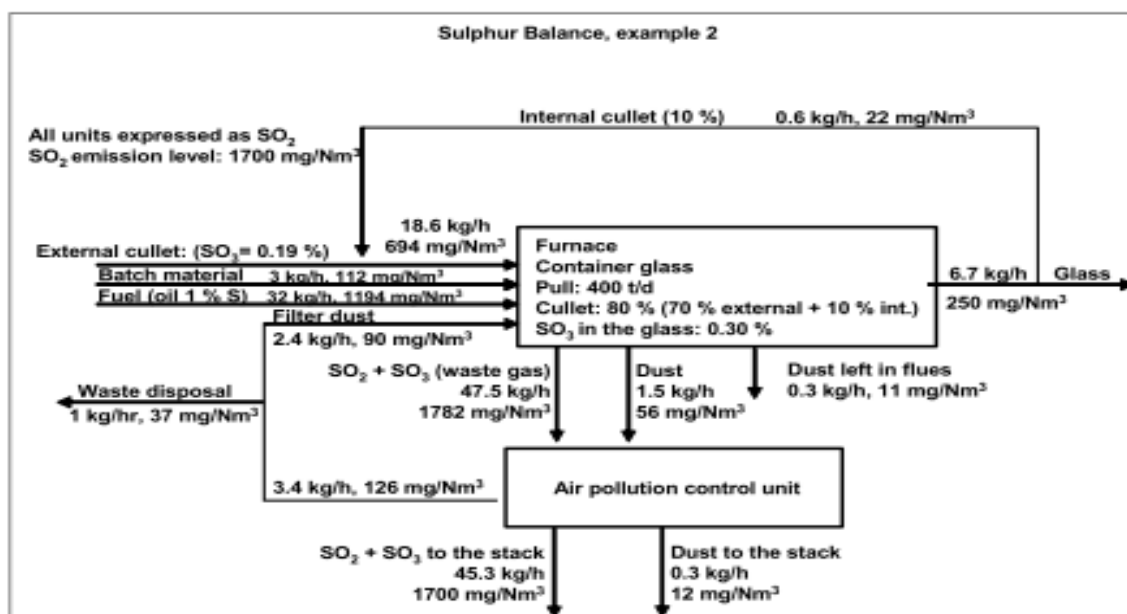 Sulphur Balance, example 2
Internal cullet (10 %) 0.6 kg/h, 22 mg/Nm³
All units expressed as SO₂
SO₂ emission level: 1700 mg/Nm³
18.6 kg/h
694 mg/Nm³
External cullet: (SO₃= 0.19 %)
Batch material 3 kg/h, 112 mg/Nm³
Fuel (oil 1 % S) 32 kg/h, 1194 mg/Nm³
Filter dust
2.4 kg/h, 90 mg/Nm³
Furnace
Container glass
Pull: 400 t/d
Cullet: 80 % (70 % external + 10 % int.)
SO₃ in the glass: 0.30 %
6.7 kg/h Glass
250 mg/Nm³
Waste disposal
1 kg/hr, 37 mg/Nm³
SO₂ + SO₃ (waste gas)
47.5 kg/h
1782 mg/Nm³
Dust
1.5 kg/h
56 mg/Nm³
Dust left in flues
0.3 kg/h, 11 mg/Nm³
3.4 kg/h, 126 mg/Nm³
Air pollution control unit
SO₂ + SO₃ to the stack
45.3 kg/h
1700 mg/Nm³
Dust to the stack
0.3 kg/h
12 mg/Nm³